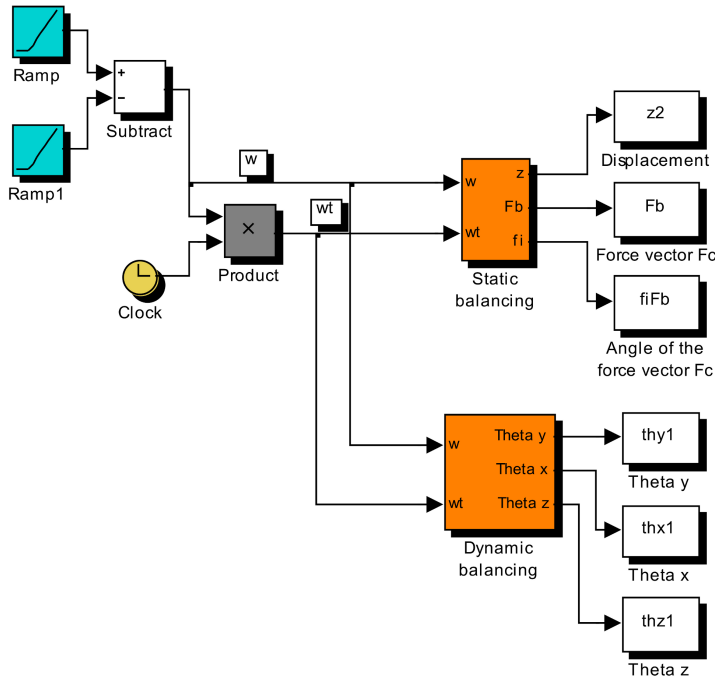 Ramp
+
−
Subtract
Ramp1
w
wt
×
Product
Clock
w
wt
z
Fb
fi
Static
balancing
z2
Displacement
Fb
Force vector Fc
fiFb
Angle of the
force vector Fc
w
wt
Theta y
Theta x
Theta z
Dynamic
balancing
thy1
Theta y
thx1
Theta x
thz1
Theta z